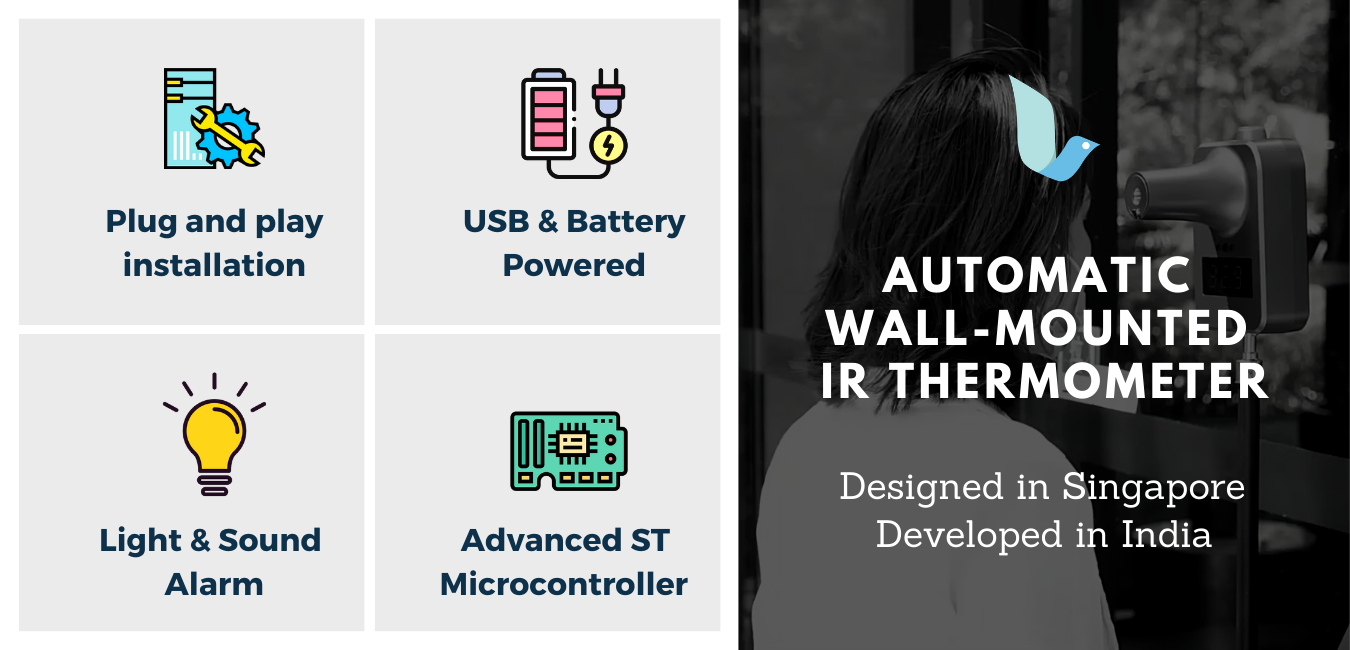 Plug and play
installation
USB & Battery
Powered
Light & Sound
Alarm
Advanced ST
Microcontroller
AUTOMATIC
WALL-MOUNTED
IR THERMOMETER
Designed in Singapore
Developed in India